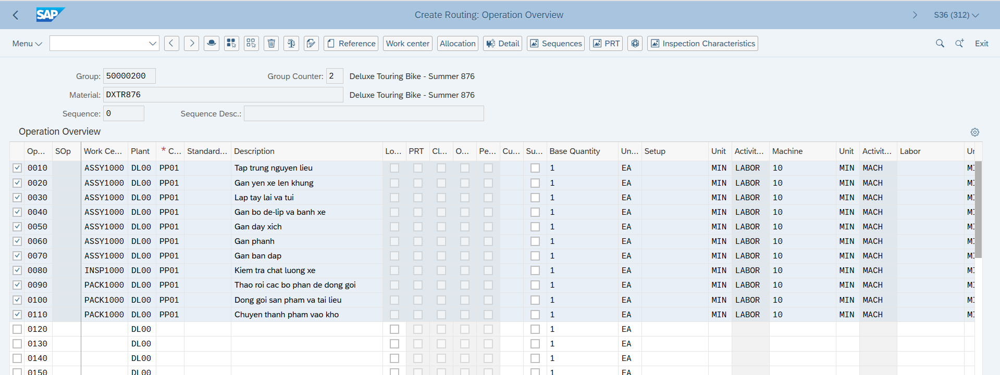 SAP Create Routing: Operation Overview S36 (312)
Menu Reference Work center Allocation Detail Sequences PRT Inspection Characteristics Exit
Group: 50000200 Group Counter: 2 Deluxe Touring Bike - Summer 876
Material: DXTR876 Deluxe Touring Bike - Summer 876
Sequence: 0 Sequence Desc.:
Operation Overview
Op... SOp Work Ce... Plant * C... Standard... Description Lo... PRT Cl... O... Pe... Cu... Su... Base Quantity Un... Setup Unit Activit... Machine Unit Activit... Labor
0010 ASSY1000 DL00 PP01 Tap trung nguyen lieu 1 EA MIN LABOR 10 MIN MACH
0020 ASSY1000 DL00 PP01 Gan yen xe len khung 1 EA MIN LABOR 10 MIN MACH
0030 ASSY1000 DL00 PP01 Lap tay lai va tui 1 EA MIN LABOR 10 MIN MACH
0040 ASSY1000 DL00 PP01 Gan bo de-lip va banh xe 1 EA MIN LABOR 10 MIN MACH
0050 ASSY1000 DL00 PP01 Gan day xich 1 EA MIN LABOR 10 MIN MACH
0060 ASSY1000 DL00 PP01 Gan phanh 1 EA MIN LABOR 10 MIN MACH
0070 ASSY1000 DL00 PP01 Gan ban dap 1 EA MIN LABOR 10 MIN MACH
0080 INSP1000 DL00 PP01 Kiem tra chat luong xe 1 EA MIN LABOR 10 MIN MACH
0090 PACK1000 DL00 PP01 Thao roi cac bo phan de dong goi 1 EA MIN LABOR 10 MIN MACH
0100 PACK1000 DL00 PP01 Dong goi san pham va tai lieu 1 EA MIN LABOR 10 MIN MACH
0110 PACK1000 DL00 PP01 Chuyen thanh pham vao kho 1 EA MIN LABOR 10 MIN MACH
0120 DL00 1 EA
0130 DL00 1 EA
0140 DL00 1 EA
0150 DL00 1 EA